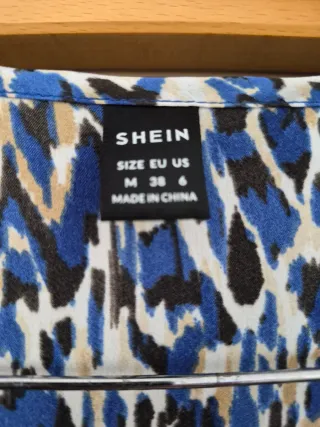 SHEIN
SIZE EU US
M 38 6
MADE IN CHINA